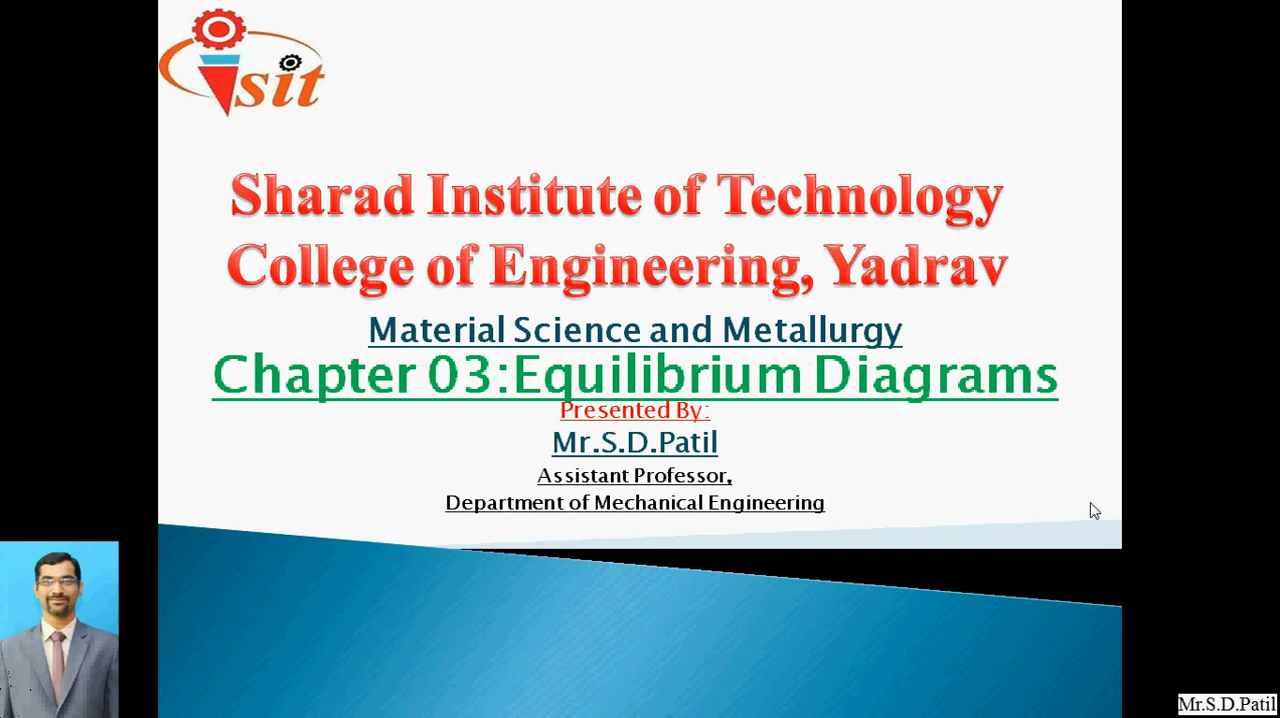 isit
Sharad Institute of Technology
College of Engineering, Yadrav
Material Science and Metallurgy
Chapter 03:Equilibrium Diagrams
Presented By:
Mr.S.D.Patil
Assistant Professor,
Department of Mechanical Engineering
Mr.S.D.Patil